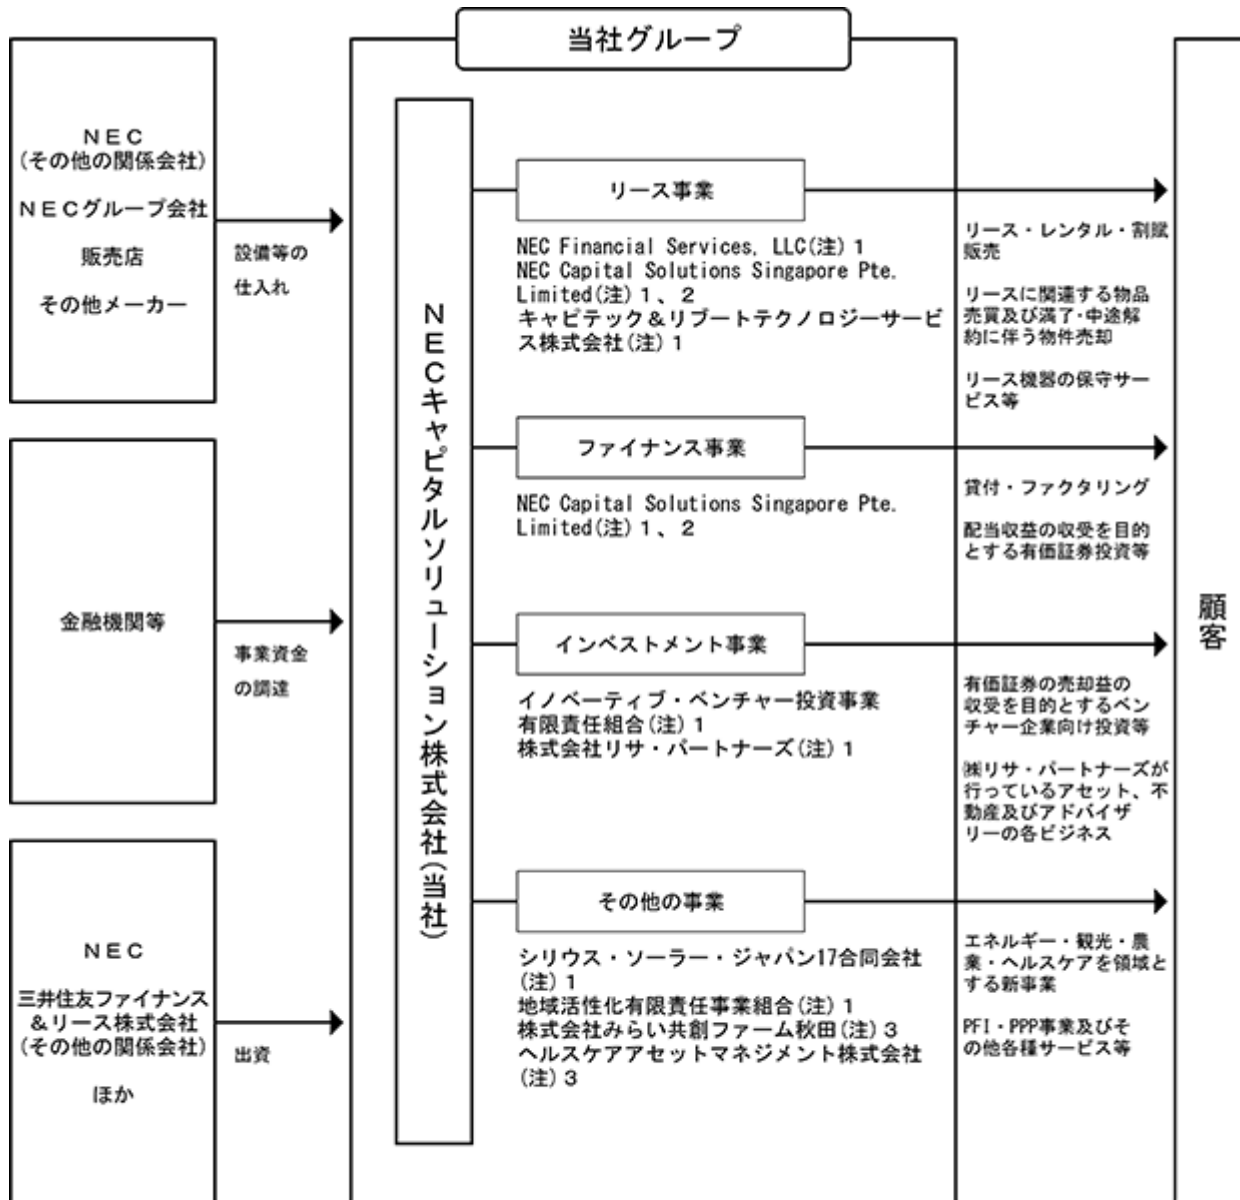 当社グループ
ＮＥＣ
(その他の関係会社)
ＮＥＣグループ会社
販売店
その他メーカー
設備等の
仕入れ
金融機関等
事業資金
の調達
ＮＥＣ
三井住友ファイナンス
＆リース株式会社
(その他の関係会社)
ほか
出資
ＮＥＣキャピタルソリューション株式会社(当社)
リース事業
NEC Financial Services, LLC(注)１
NEC Capital Solutions Singapore Pte.
Limited(注)１、２
キャピテック＆リブートテクノロジーサービ
ス株式会社(注)１
リース・レンタル・割賦
販売
リースに関連する物品
売買及び満了･中途解
約に伴う物件売却
リース機器の保守サー
ビス等
ファイナンス事業
NEC Capital Solutions Singapore Pte.
Limited(注)１、２
貸付・ファクタリング
配当収益の収受を目的
とする有価証券投資等
インベストメント事業
イノベーティブ・ベンチャー投資事業
有限責任組合(注)１
株式会社リサ・パートナーズ(注)１
有価証券の売却益の
収受を目的とするベン
チャー企業向け投資等
㈱リサ・パートナーズが
行っているアセット、不
動産及びアドバイザ
リーの各ビジネス
その他の事業
シリウス・ソーラー・ジャパン17合同会社
(注)１
地域活性化有限責任事業組合(注)１
株式会社みらい共創ファーム秋田(注)３
ヘルスケアアセットマネジメント株式会社
(注)３
エネルギー・観光・農
業・ヘルスケアを領域と
する新事業
PFI・PPP事業及びそ
の他各種サービス等
顧客